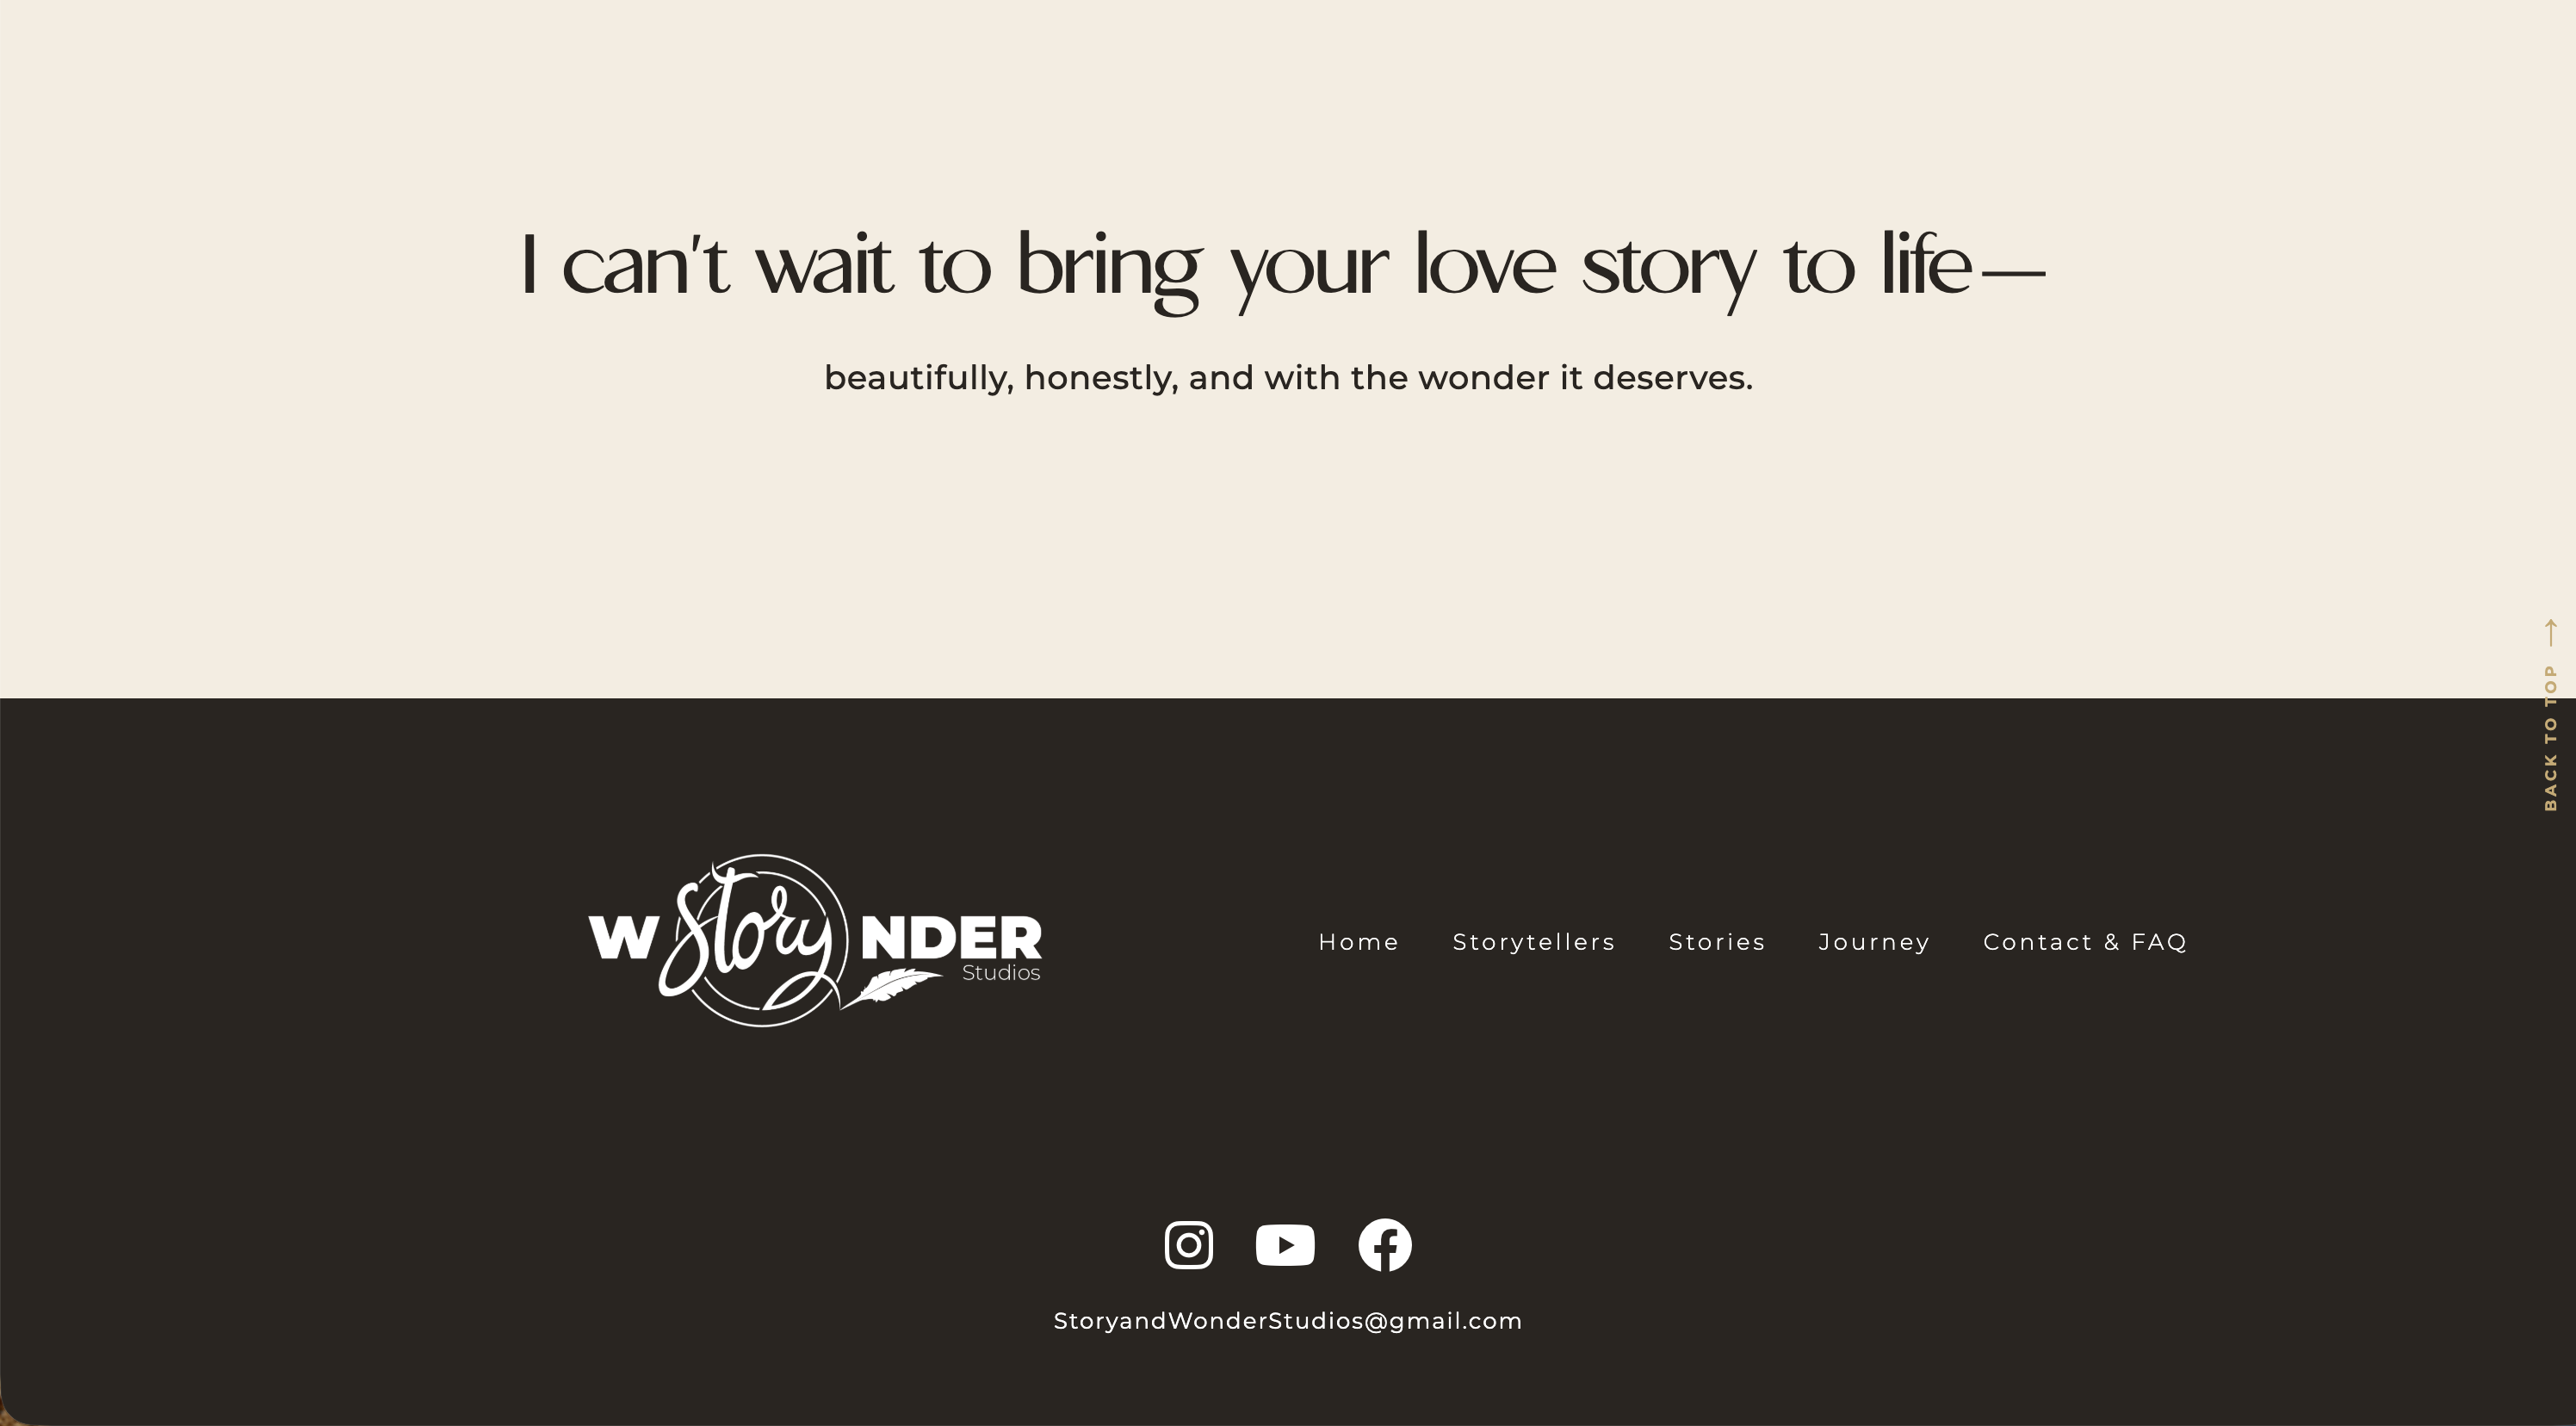 I can't wait to bring your love story to life—
beautifully, honestly, and with the wonder it deserves.
BACK TO TOP →
W Story NDER
Studios
Home Storytellers Stories Journey Contact & FAQ
StoryandWonderStudios@gmail.com